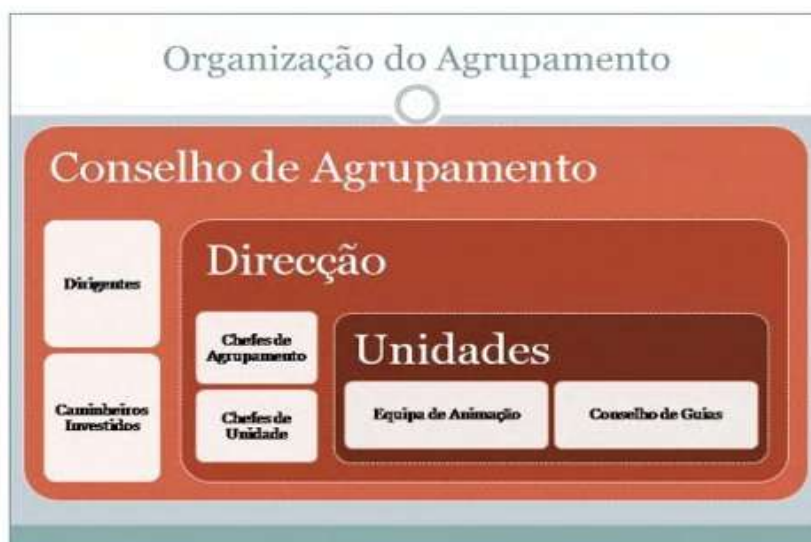 Organização do Agrupamento
Conselho de Agrupamento
Dirigentes
Caminheiros
Investidos
Direcção
Chefes de
Agrupamento
Chefes de
Unidade
Unidades
Equipa de Animação
Conselho de Guias